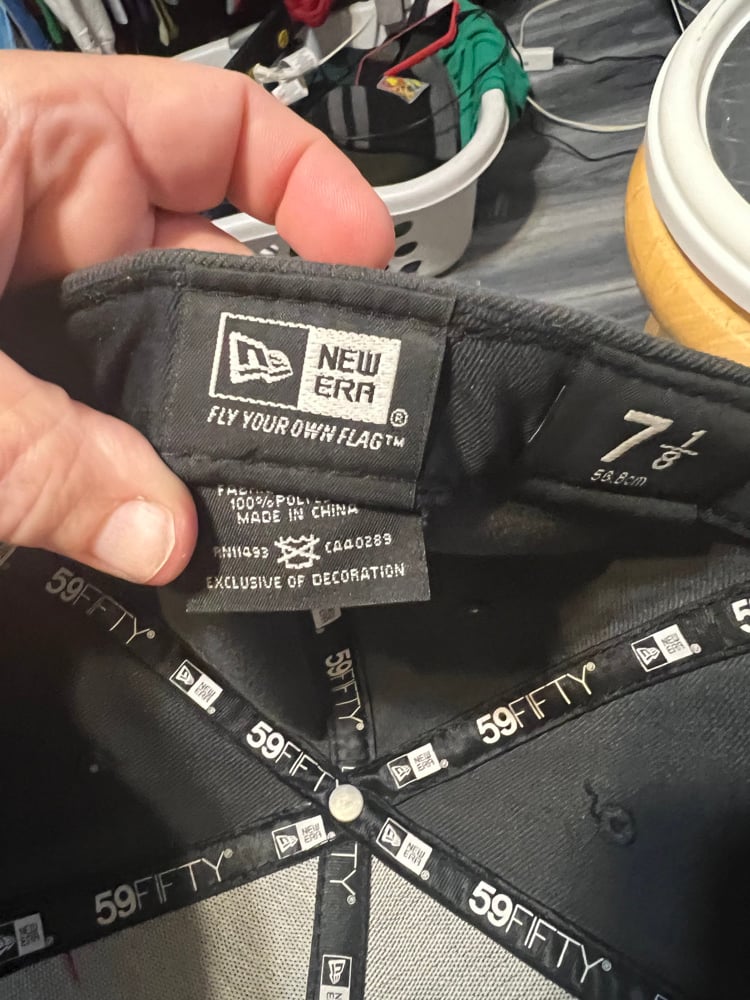 NEW
ERA
®
FLY YOUR OWN FLAG™
7 1/8
56.8cm
100% POLYESTER
MADE IN CHINA
RN11493 CA40289
EXCLUSIVE OF DECORATION
59FIFTY®
NEW ERA
59FIFTY
59FIFTY
59FIFTY®
NEW ERA
NEW ERA
59FIFTY®
NEW ERA
NEW ERA
59FIFTY®